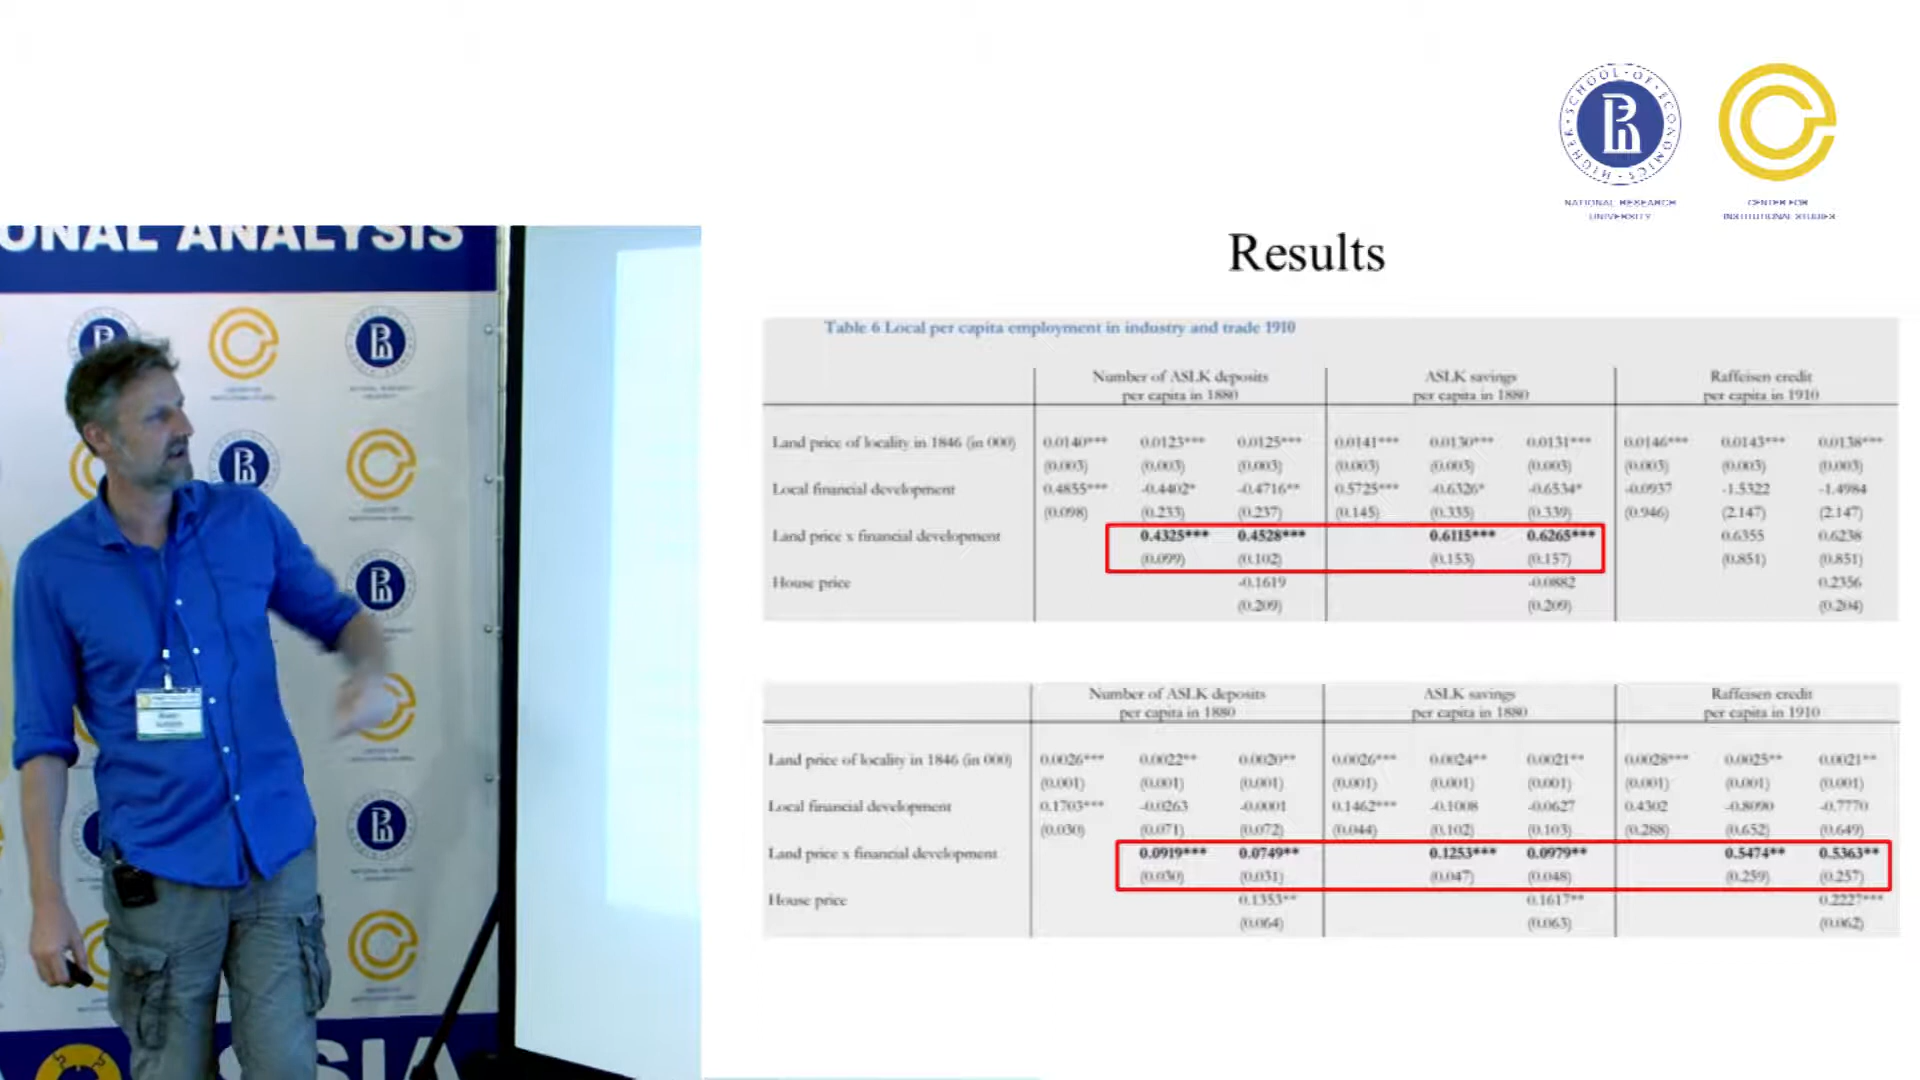 ONAL ANALYSIS
HIGHER SCHOOL OF ECONOMICS
NATIONAL RESEARCH
UNIVERSITY
CENTER FOR
INSTITUTIONAL STUDIES
Results
Table 6 Local per capita employment in industry and trade 1910
Number of ASLK deposits per capita in 1880 ASLK savings per capita in 1880 Raffeisen credit per capita in 1910
Land price of locality in 1846 (in 000) 0.0140*** 0.0123*** 0.0125*** 0.0141*** 0.0130*** 0.0131*** 0.0146*** 0.0143*** 0.0138***
(0.003) (0.003) (0.003) (0.003) (0.003) (0.003) (0.003) (0.003) (0.003)
Local financial development 0.4855*** -0.4402* -0.4716** 0.5725*** -0.6326* -0.6534* -0.0937 -1.5322 -1.4984
(0.098) (0.233) (0.237) (0.145) (0.335) (0.339) (0.946) (2.147) (2.147)
Land price x financial development 0.4325*** 0.4528*** 0.6115*** 0.6265*** 0.6355 0.6238
(0.099) (0.102) (0.153) (0.157) (0.851) (0.851)
House price -0.1619 -0.0882 0.2356
(0.209) (0.209) (0.204)
Number of ASLK deposits per capita in 1880 ASLK savings per capita in 1880 Raffeisen credit per capita in 1910
Land price of locality in 1846 (in 000) 0.0026*** 0.0022** 0.0020** 0.0026*** 0.0024** 0.0021** 0.0028*** 0.0025** 0.0021**
(0.001) (0.001) (0.001) (0.001) (0.001) (0.001) (0.001) (0.001) (0.001)
Local financial development 0.1703*** -0.0263 -0.0001 0.1462*** -0.1008 -0.0627 0.4302 -0.8090 -0.7770
(0.030) (0.071) (0.072) (0.044) (0.102) (0.103) (0.288) (0.652) (0.649)
Land price x financial development 0.0919*** 0.0749** 0.1253*** 0.0979** 0.5474** 0.5363**
(0.030) (0.031) (0.047) (0.048) (0.259) (0.257)
House price 0.1353** 0.1617** 0.2227***
(0.064) (0.063) (0.062)